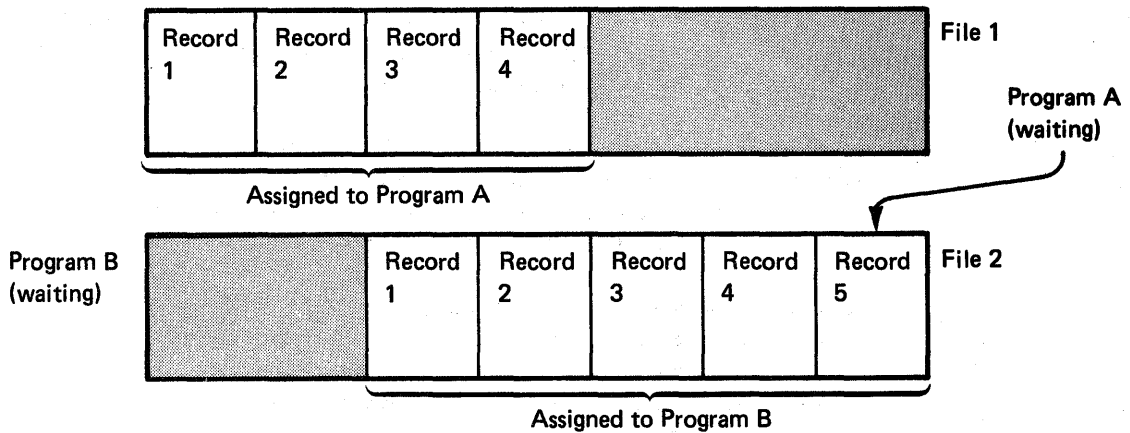 Record 1
Record 2
Record 3
Record 4
File 1
Program A
(waiting)
Assigned to Program A
Program B
(waiting)
Record 1
Record 2
Record 3
Record 4
Record 5
File 2
Assigned to Program B